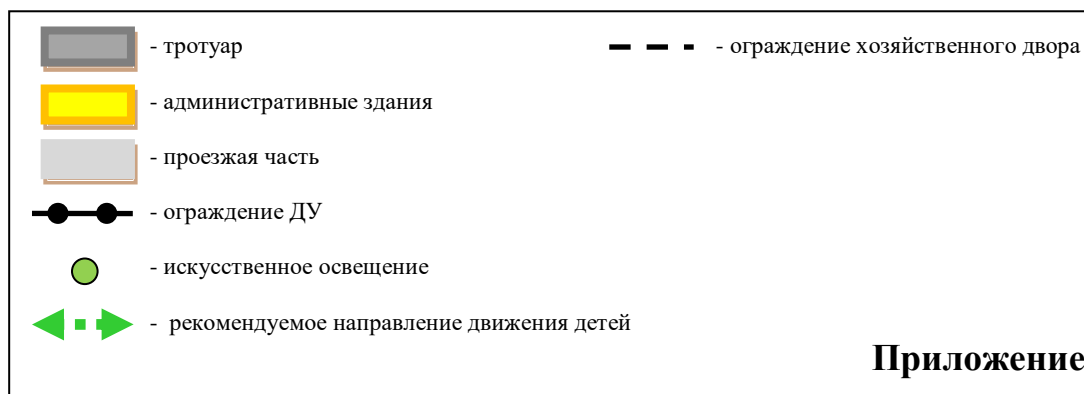 - тротуар
- ограждение хозяйственного двора
- административные здания
- проезжая часть
- ограждение ДУ
- искусственное освещение
- рекомендуемое направление движения детей
Приложение